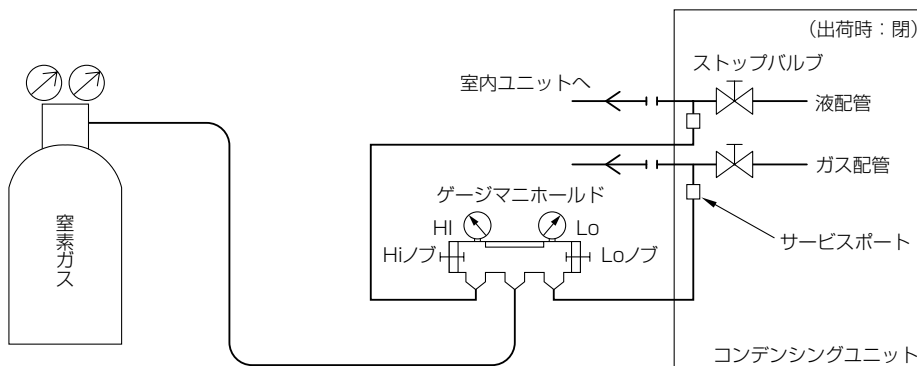 （出荷時：閉）
ストップバルブ
室内ユニットへ
液配管
ガス配管
ゲージマニホールド
HI
Lo
Hiノブ
Loノブ
サービスポート
窒素ガス
コンデンシングユニット